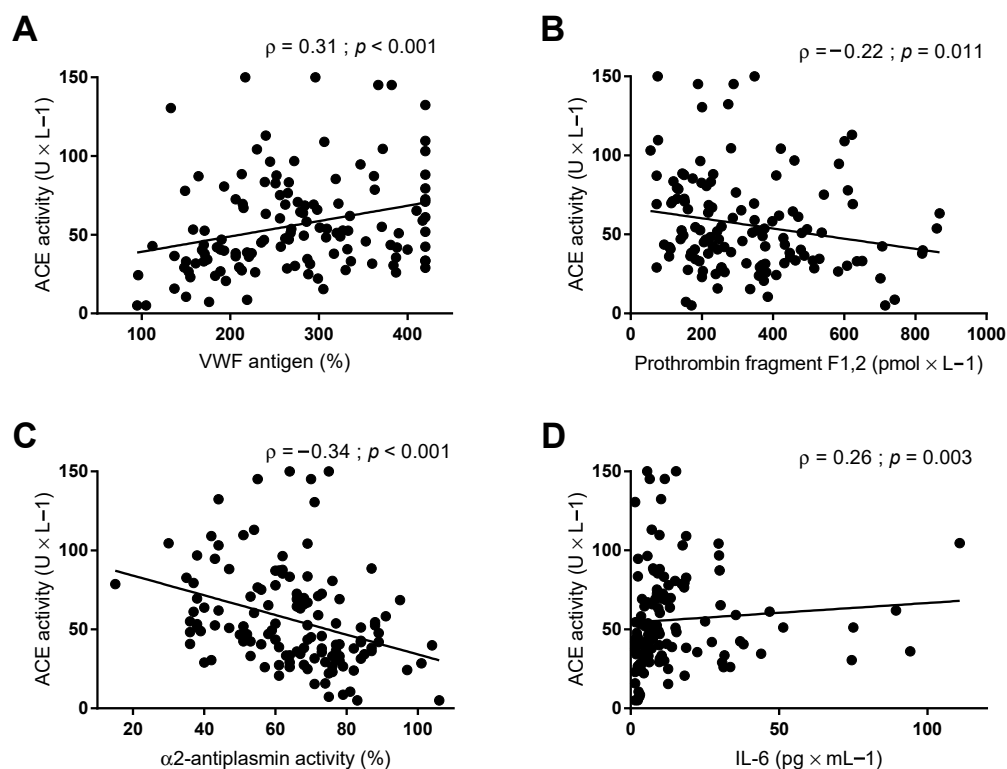 A
ρ = 0.31 ; p < 0.001
ACE activity (U × L−1)
150
100
50
0
100 200 300 400
VWF antigen (%)
B
ρ = −0.22 ; p = 0.011
ACE activity (U × L−1)
150
100
50
0
0 200 400 600 800 1000
Prothrombin fragment F1,2 (pmol × L−1)
C
ρ = −0.34 ; p < 0.001
ACE activity (U × L−1)
150
100
50
0
20 40 60 80 100
α2-antiplasmin activity (%)
D
ρ = 0.26 ; p = 0.003
ACE activity (U × L−1)
150
100
50
0
0 50 100
IL-6 (pg × mL−1)